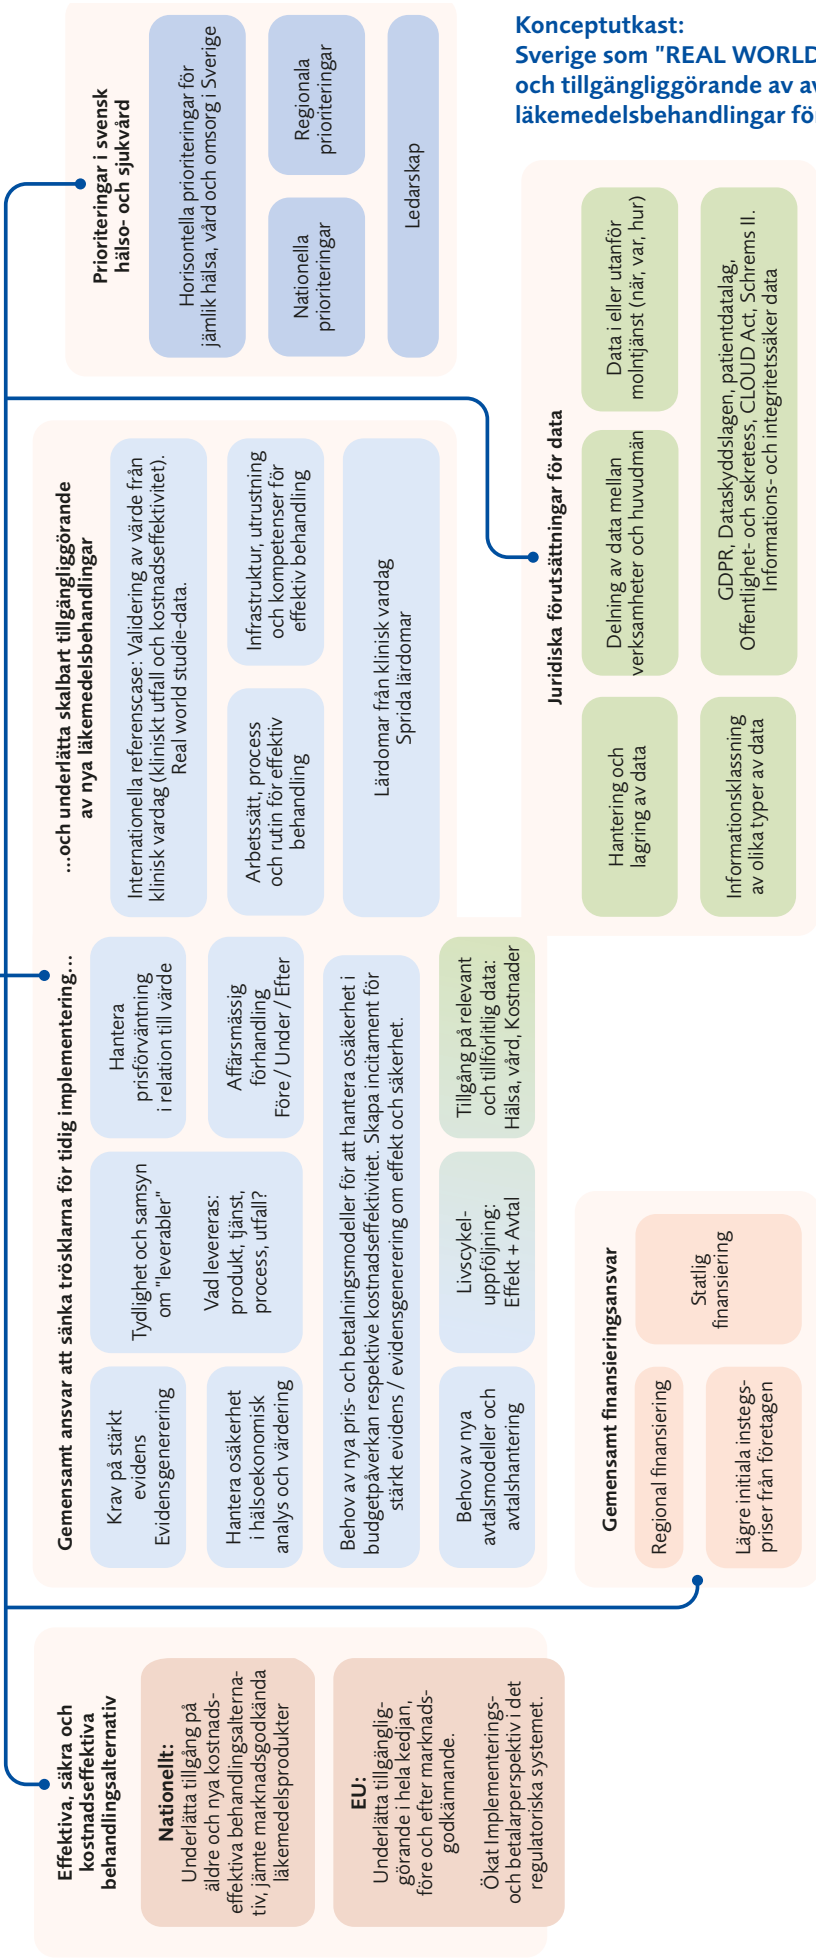 Konceptutkast:
Sverige som "REAL WORLD
och tillgängliggörande av av
läkemedelsbehandlingar för
Effektiva, säkra och
kostnadseffektiva
behandlingsalternativ
Nationellt:
Underlätta tillgång på
äldre och nya kostnads-
effektiva behandlingsalterna-
tiv, jämte marknadsgodkända
läkemedelsprodukter
EU:
Underlätta tillgänglig-
görande i hela kedjan,
före och efter marknads-
godkännande.
Ökat Implementerings-
och betalarperspektiv i det
regulatoriska systemet.
Gemensamt ansvar att sänka trösklarna för tidig implementering...
Krav på stärkt
evidens
Evidensgenerering
Tydlighet och samsyn
om "leverabler"
Vad levereras:
produkt, tjänst,
process, utfall?
Hantera
prisförväntning
i relation till värde
Hantera osäkerhet
i hälsoekonomisk
analys och värdering
Affärsmässig
förhandling
Före / Under / Efter
Behov av nya pris- och betalningsmodeller för att hantera osäkerhet i
budgetpåverkan respektive kostnadseffektivitet. Skapa incitament för
stärkt evidens / evidensgenerering om effekt och säkerhet.
Behov av nya
avtalsmodeller och
avtalshantering
Livscykel-
uppföljning:
Effekt + Avtal
Tillgång på relevant
och tillförlitlig data:
Hälsa, vård, Kostnader
...och underlätta skalbart tillgängliggörande
av nya läkemedelsbehandlingar
Internationella referenscase: Validering av värde från
klinisk vardag (kliniskt utfall och kostnadseffektivitet).
Real world studie-data.
Arbetssätt, process
och rutin för effektiv
behandling
Infrastruktur, utrustning
och kompetenser för
effektiv behandling
Lärdomar från klinisk vardag
Sprida lärdomar
Prioriteringar i svensk
hälso- och sjukvård
Horisontella prioriteringar för
jämlik hälsa, vård och omsorg i Sverige
Nationella
prioriteringar
Regionala
prioriteringar
Ledarskap
Gemensamt finansieringsansvar
Regional finansiering
Statlig
finansiering
Lägre initiala instegs-
priser från företagen
Juridiska förutsättningar för data
Hantering och
lagring av data
Delning av data mellan
verksamheter och huvudmän
Data i eller utanför
molntjänst (när, var, hur)
Informationsklassning
av olika typer av data
GDPR, Dataskyddslagen, patientdatalag,
Offentlighet- och sekretess, CLOUD Act, Schrems II.
Informations- och integritetssäker data